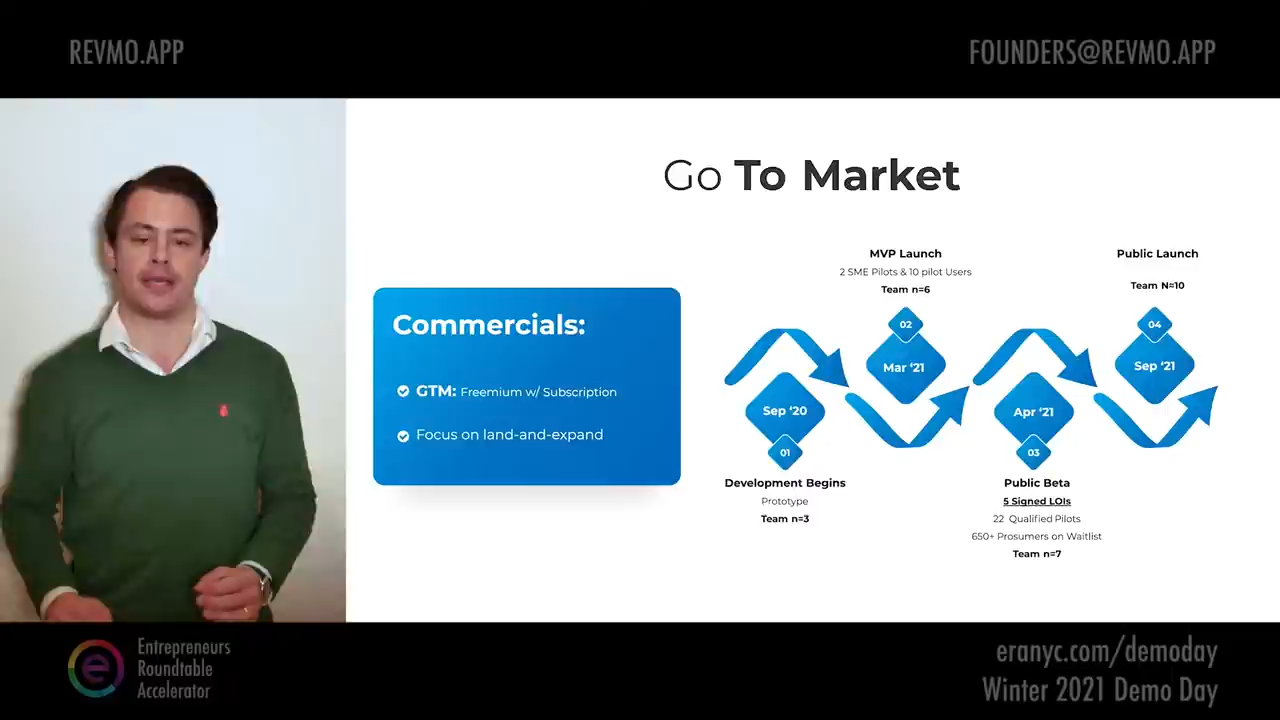 REVMO.APP
FOUNDERS@REVMO.APP
Go To Market
Commercials:
GTM: Freemium w/ Subscription
Focus on land-and-expand
MVP Launch
2 SME Pilots & 10 pilot Users
Team n=6
Public Launch
Team N=10
02
Mar ‘21
04
Sep ‘21
Sep ‘20
01
Apr ‘21
03
Development Begins
Prototype
Team n=3
Public Beta
5 Signed LOIs
22 Qualified Pilots
650+ Prosumers on Waitlist
Team n=7
e
Entrepreneurs
Roundtable
Accelerator
eranyc.com/demoday
Winter 2021 Demo Day